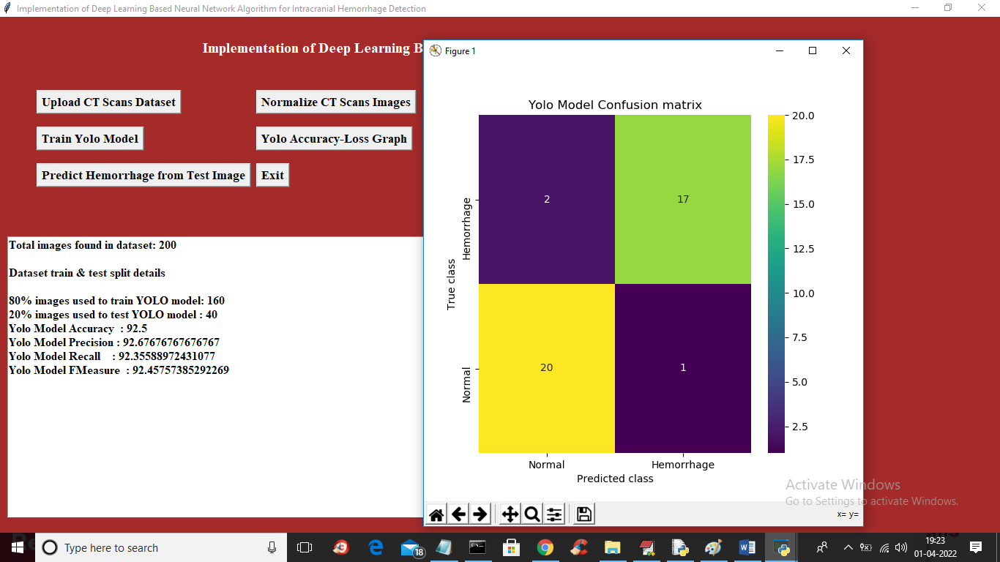 Implementation of Deep Learning Based Neural Network Algorithm for Intracranial Hemorrhage Detection
Implementation of Deep Learning B
Upload CT Scans Dataset
Normalize CT Scans Images
Train Yolo Model
Yolo Accuracy-Loss Graph
Predict Hemorrhage from Test Image
Exit
Total images found in dataset: 200
Dataset train & test split details
80% images used to train YOLO model: 160
20% images used to test YOLO model : 40
Yolo Model Accuracy : 92.5
Yolo Model Precision : 92.67676767676767
Yolo Model Recall : 92.35588972431077
Yolo Model FMeasure : 92.45757385292269
Figure 1
Yolo Model Confusion matrix
True class
Hemorrhage
2
17
Normal
20
1
Normal
Hemorrhage
Predicted class
20.0
17.5
15.0
12.5
10.0
7.5
5.0
2.5
Activate Windows
Go to Settings to activate Windows.
x= y=
Type here to search
18
19:23
01-04-2022